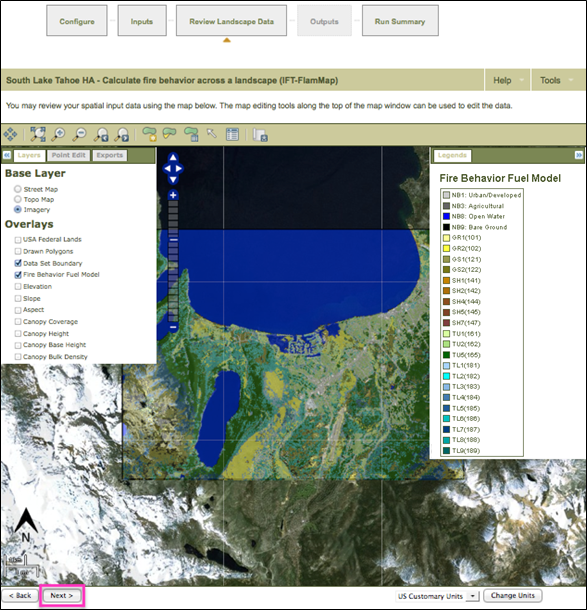 Configure
Inputs
Review Landscape Data
Outputs
Run Summary
South Lake Tahoe HA - Calculate fire behavior across a landscape (IFT-FlamMap)
Help
Tools
You may review your spatial input data using the map below. The map editing tools along the top of the map window can be used to edit the data.
Layers
Point Edit
Exports
Base Layer
Street Map
Topo Map
Imagery
Overlays
USA Federal Lands
Drawn Polygons
Data Set Boundary
Fire Behavior Fuel Model
Elevation
Slope
Aspect
Canopy Coverage
Canopy Height
Canopy Base Height
Canopy Bulk Density
Legends
Fire Behavior Fuel Model
NB1: Urban/Developed
NB3: Agricultural
NB8: Open Water
NB9: Bare Ground
GR1(101)
GR2(102)
GS1(121)
GS2(122)
SH1(141)
SH2(142)
SH4(144)
SH5(145)
SH7(147)
TU1(161)
TU2(162)
TU5(165)
TL1(181)
TL2(182)
TL3(183)
TL4(184)
TL5(185)
TL6(186)
TL7(187)
TL8(188)
TL9(189)
N
< Back
Next >
US Customary Units
Change Units